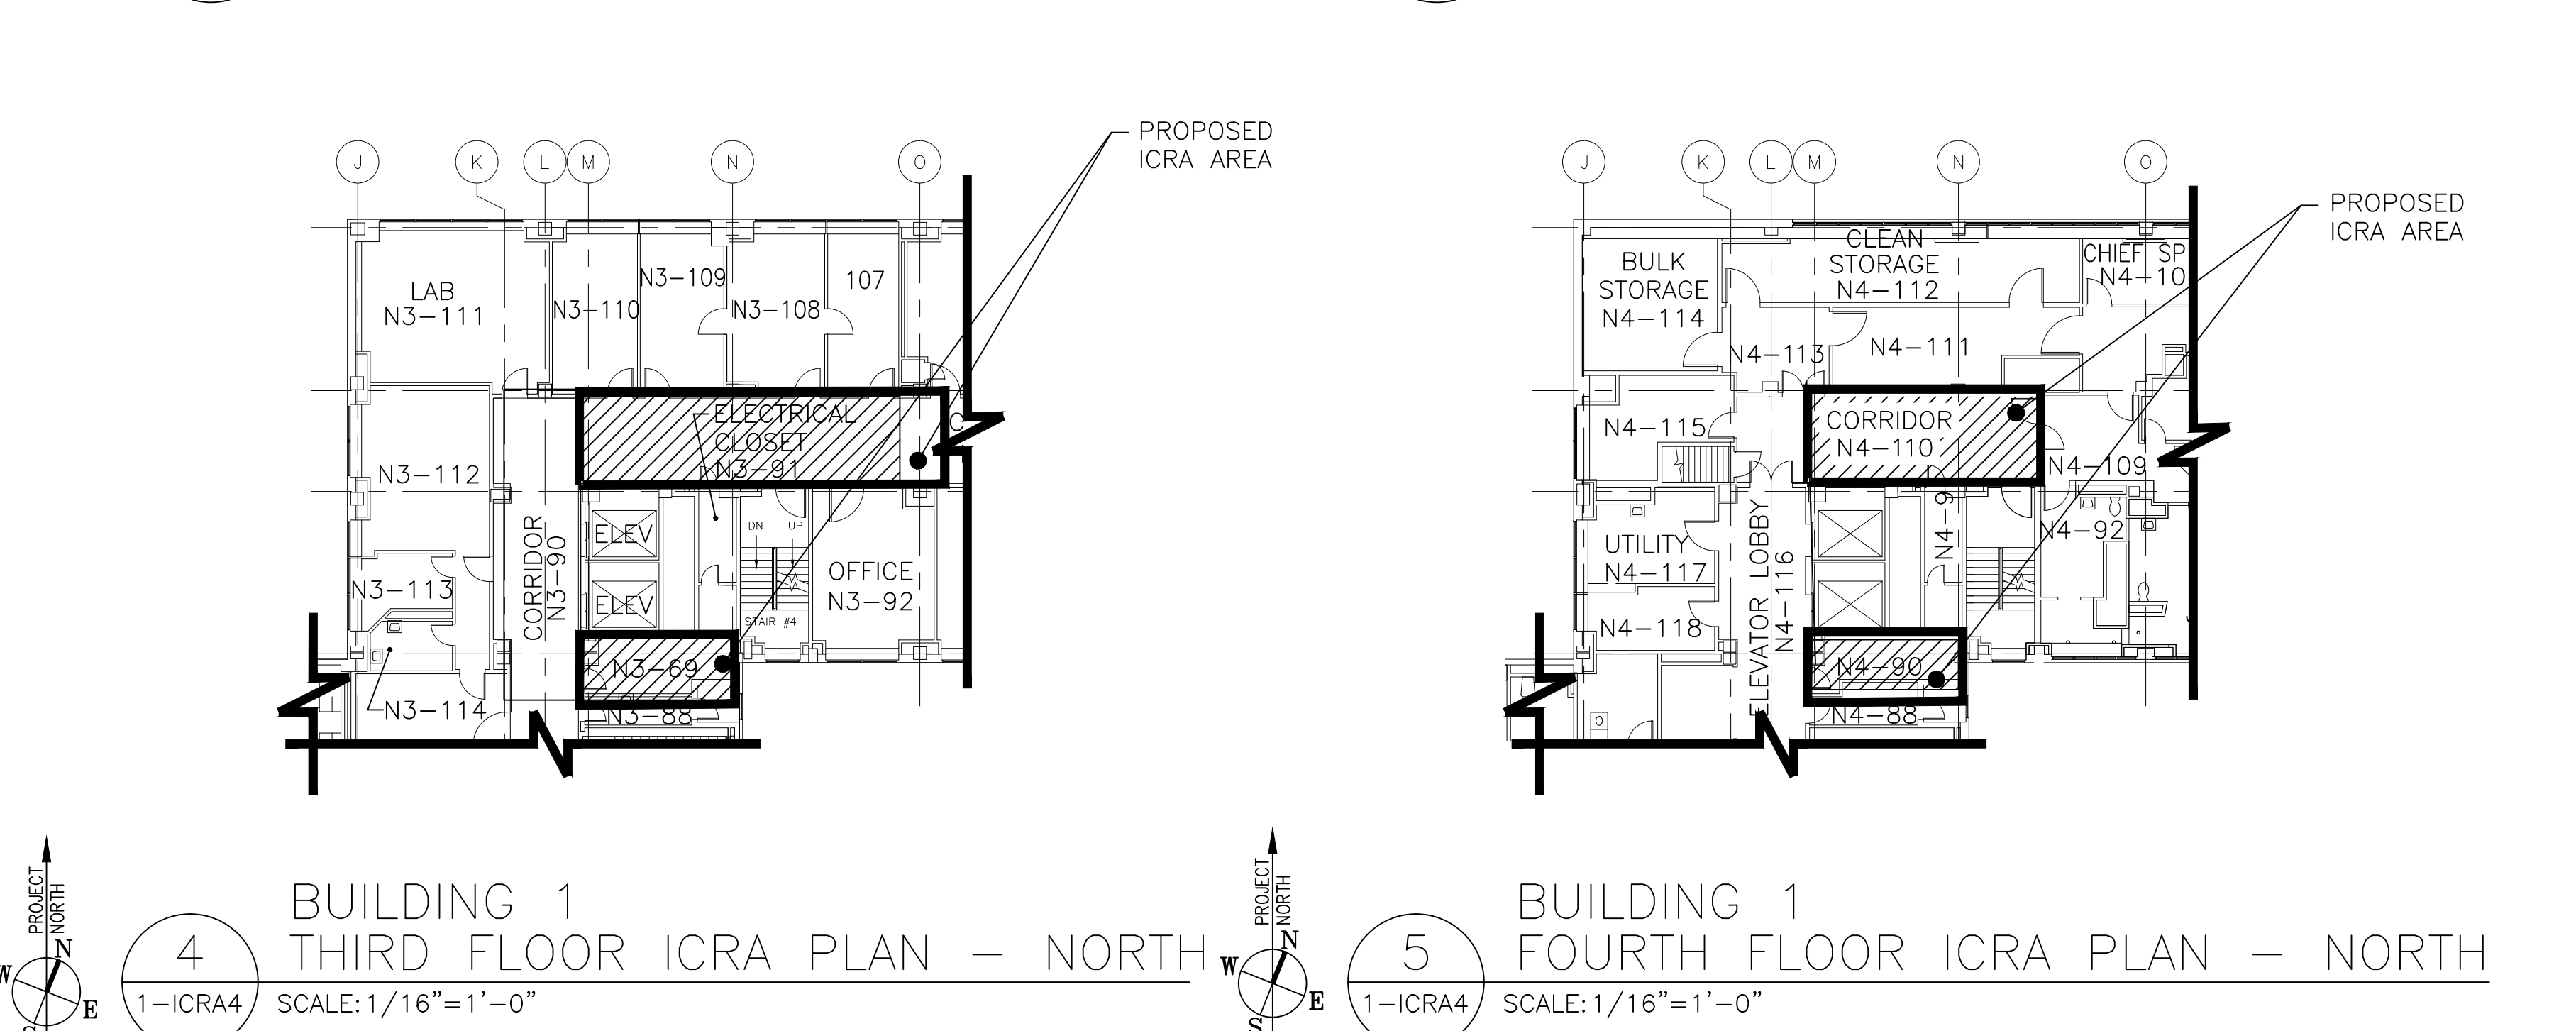 PROPOSED
ICRA AREA
J
K
L
M
N
O
LAB
N3-111
N3-110
N3-109
N3-108
107
ELECTRICAL
CLOSET
N3-91
C
N3-112
CORRIDOR
N3-90
ELEV
ELEV
DN.
UP
STAIR #4
OFFICE
N3-92
N3-113
N3-69
N3-114
N3-88
PROJECT
NORTH
N
W
E
S
4
1-ICRA4
BUILDING 1
THIRD FLOOR ICRA PLAN - NORTH
SCALE:1/16"=1'-0"
PROPOSED
ICRA AREA
J
K
L
M
N
O
BULK
STORAGE
N4-114
CLEAN
STORAGE
N4-112
CHIEF SP
N4-10
N4-113
N4-111
N4-115
CORRIDOR
N4-110
N4-109
UTILITY
N4-117
ELEVATOR LOBBY
N4-116
N4-9
N4-92
N4-118
N4-90
N4-88
PROJECT
NORTH
N
W
E
S
5
1-ICRA4
BUILDING 1
FOURTH FLOOR ICRA PLAN - NORTH
SCALE:1/16"=1'-0"